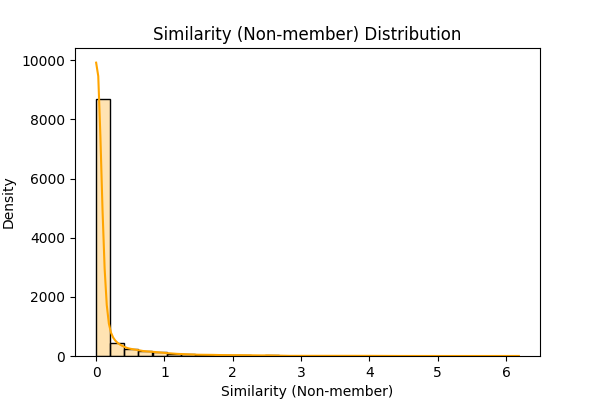 Similarity (Non-member) Distribution
Density
10000
8000
6000
4000
2000
0
0 1 2 3 4 5 6
Similarity (Non-member)